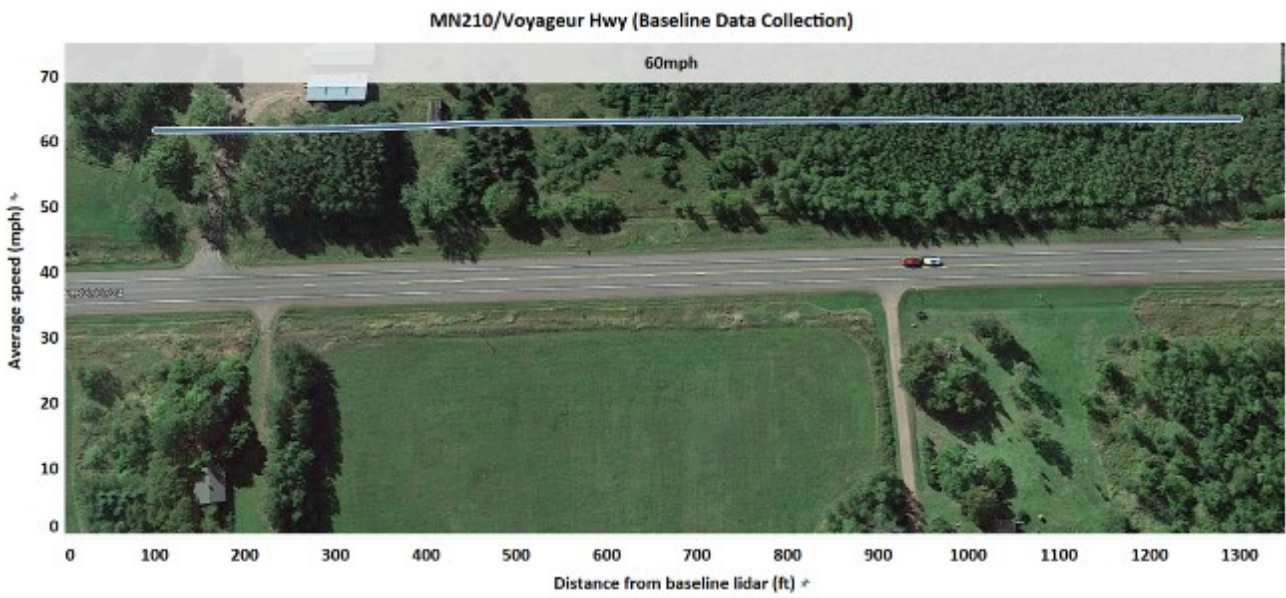 MN210/Voyageur Hwy (Baseline Data Collection)
60mph
Average speed (mph)
70
60
50
40
30
20
10
0
0 100 200 300 400 500 600 700 800 900 1000 1100 1200 1300
Distance from baseline lidar (ft)